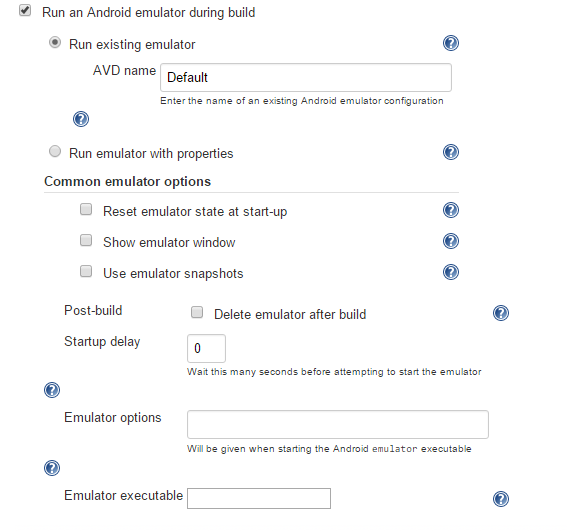 Run an Android emulator during build
Run existing emulator
AVD name Default
Enter the name of an existing Android emulator configuration
Run emulator with properties
Common emulator options
Reset emulator state at start-up
Show emulator window
Use emulator snapshots
Post-build Delete emulator after build
Startup delay 0
Wait this many seconds before attempting to start the emulator
Emulator options
Will be given when starting the Android emulator executable
Emulator executable